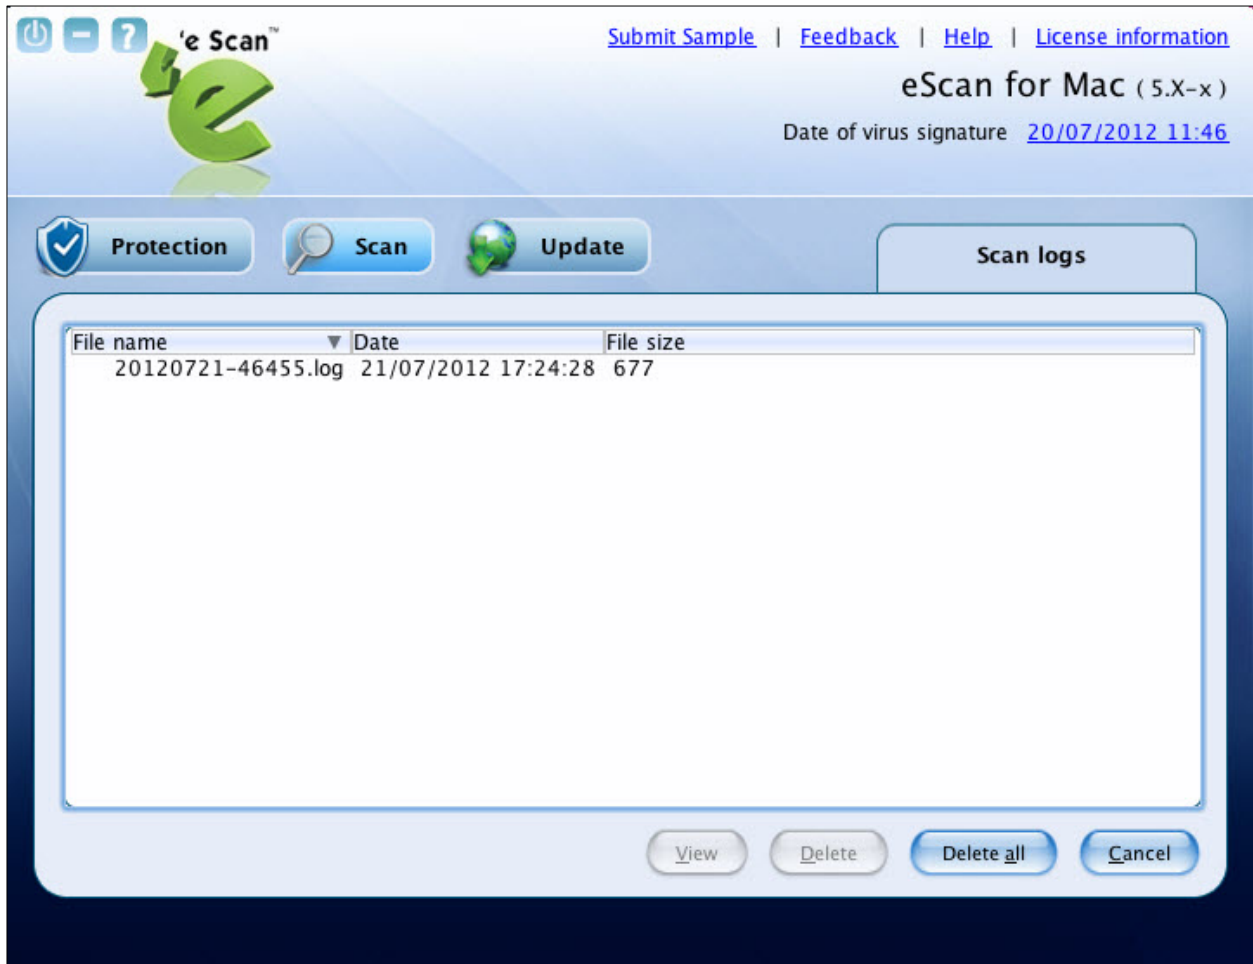 ? 'e Scan™ Submit Sample | Feedback | Help | License information
eScan for Mac ( 5.X-x )
Date of virus signature 20/07/2012 11:46
Protection Scan Update Scan logs
File name ▼ Date File size
20120721-46455.log 21/07/2012 17:24:28 677
View Delete Delete all Cancel